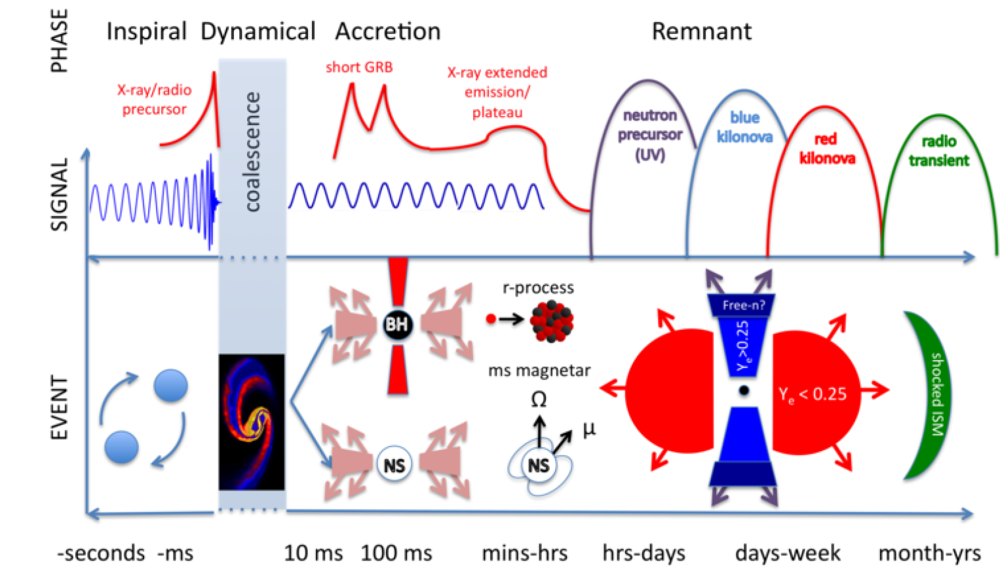 PHASE
Inspiral
Dynamical
Accretion
Remnant
SIGNAL
X-ray/radio
precursor
coalescence
short GRB
X-ray extended
emission/
plateau
neutron
precursor
(UV)
blue
kilonova
red
kilonova
radio
transient
EVENT
BH
NS
r-process
ms magnetar
Ω
μ
NS
Free-n?
Ye>0.25
Ye < 0.25
shocked ISM
-seconds
-ms
10 ms
100 ms
mins-hrs
hrs-days
days-week
month-yrs